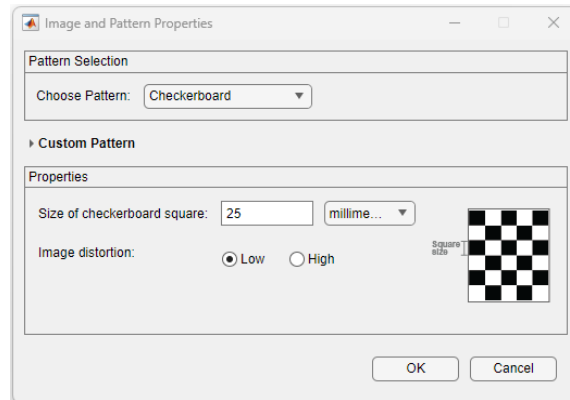 Image and Pattern Properties
Pattern Selection
Choose Pattern: Checkerboard
Custom Pattern
Properties
Size of checkerboard square: 25 millime...
Square
size
Image distortion: Low High
OK Cancel